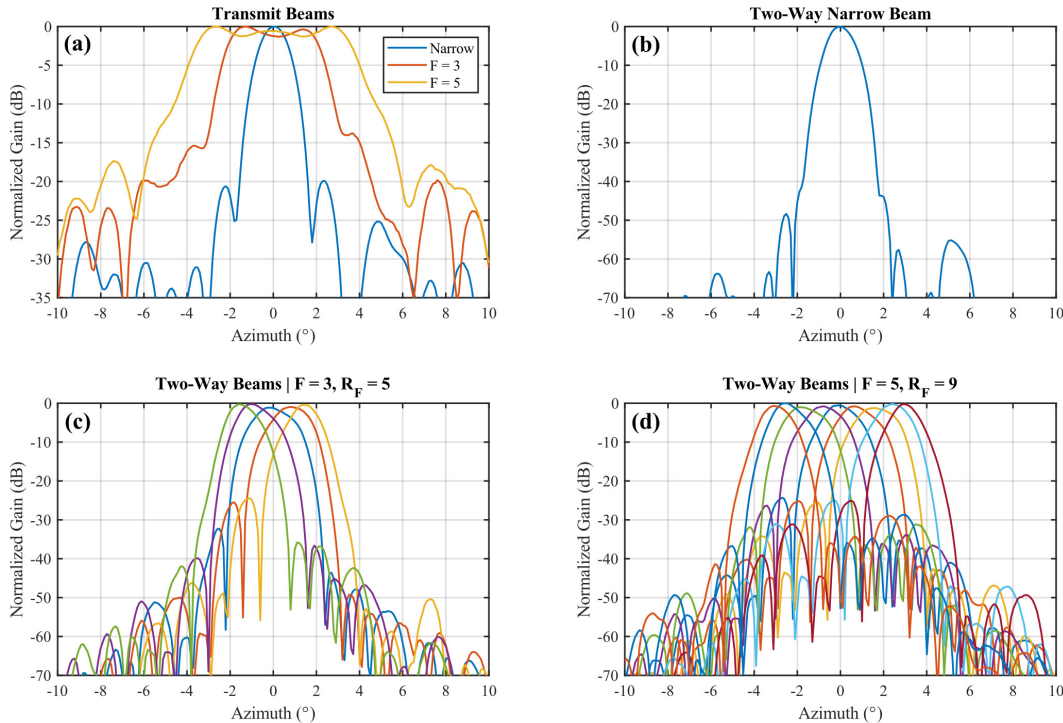 Transmit Beams
(a)
Narrow
F = 3
F = 5
Normalized Gain (dB)
0
-5
-10
-15
-20
-25
-30
-35
-10 -8 -6 -4 -2 0 2 4 6 8 10
Azimuth (°)
Two-Way Narrow Beam
(b)
Normalized Gain (dB)
0
-10
-20
-30
-40
-50
-60
-70
-10 -8 -6 -4 -2 0 2 4 6 8 10
Azimuth (°)
Two-Way Beams | F = 3, R_F = 5
(c)
Normalized Gain (dB)
0
-10
-20
-30
-40
-50
-60
-70
-10 -8 -6 -4 -2 0 2 4 6 8 10
Azimuth (°)
Two-Way Beams | F = 5, R_F = 9
(d)
Normalized Gain (dB)
0
-10
-20
-30
-40
-50
-60
-70
-10 -8 -6 -4 -2 0 2 4 6 8 10
Azimuth (°)